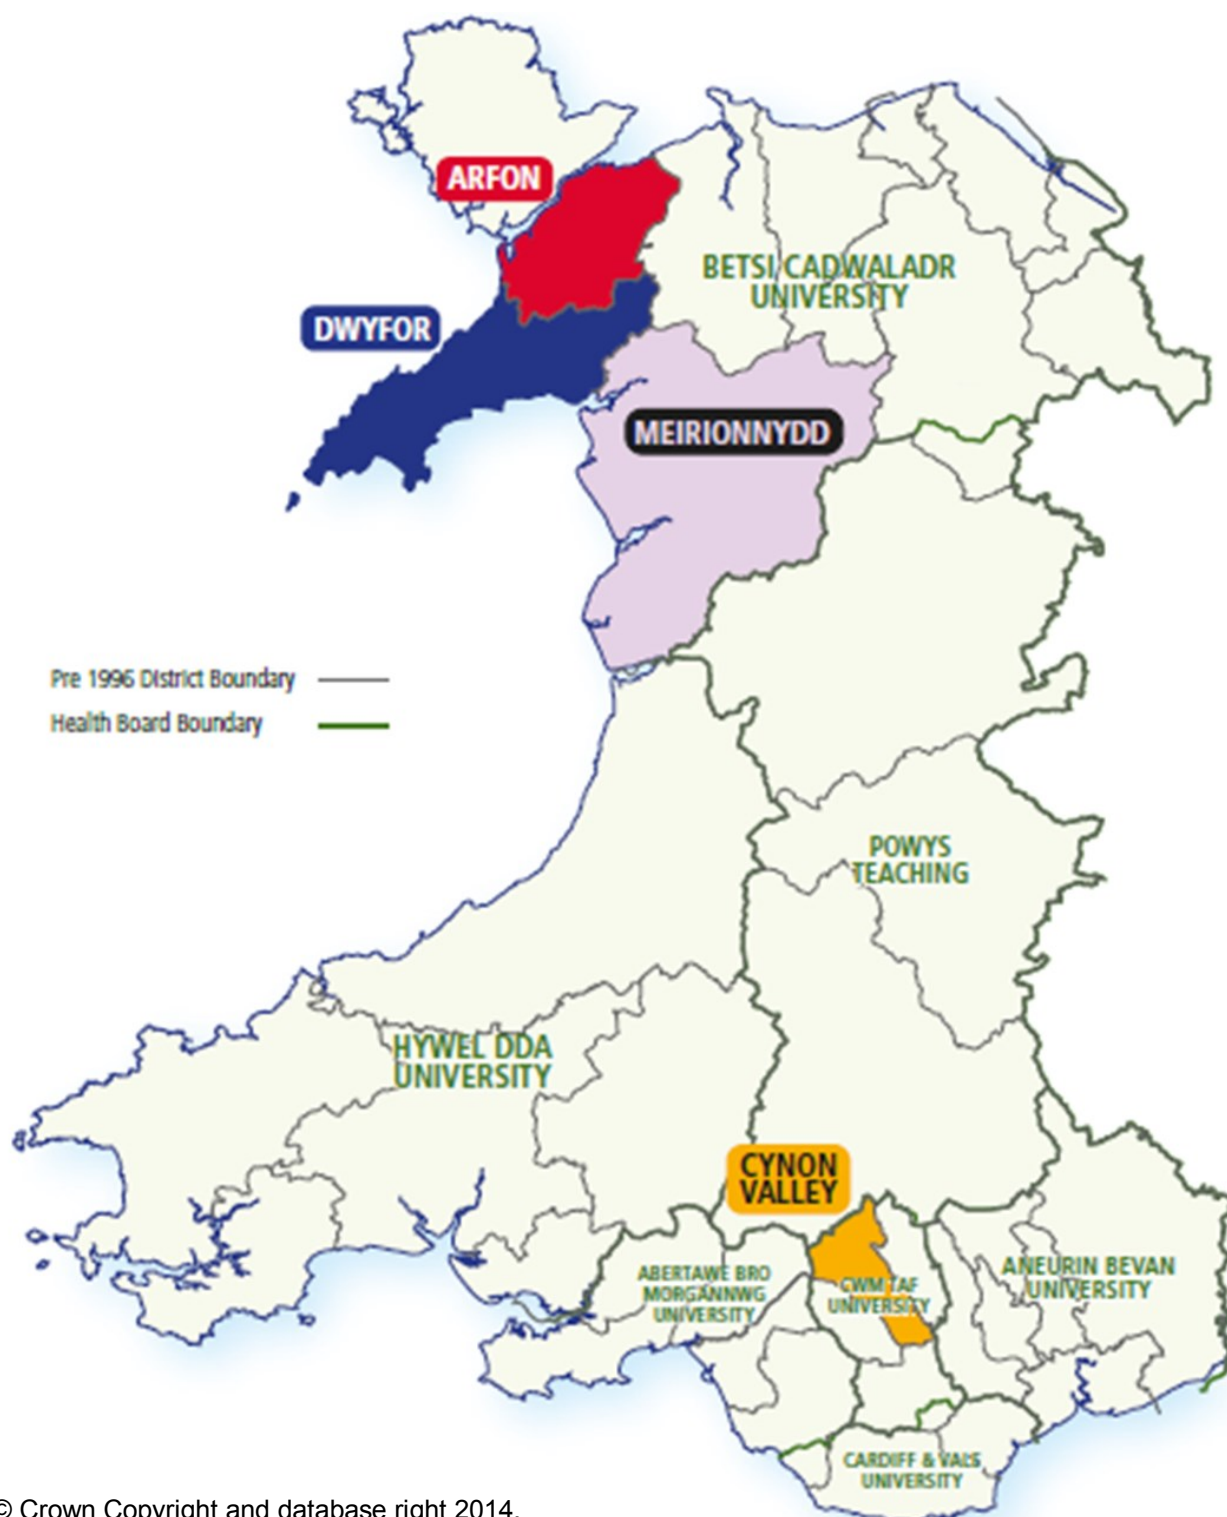 ARFON
BETSI CADWALADR
UNIVERSITY
DWYFOR
MEIRIONNYDD
Pre 1996 District Boundary
Health Board Boundary
POWYS
TEACHING
HYWEL DDA
UNIVERSITY
CYNON
VALLEY
ABERTAWE BRO
MORGANNWG
UNIVERSITY
CWM TAF
UNIVERSITY
ANEURIN BEVAN
UNIVERSITY
CARDIFF & VALE
UNIVERSITY
© Crown Copyright and database right 2014.